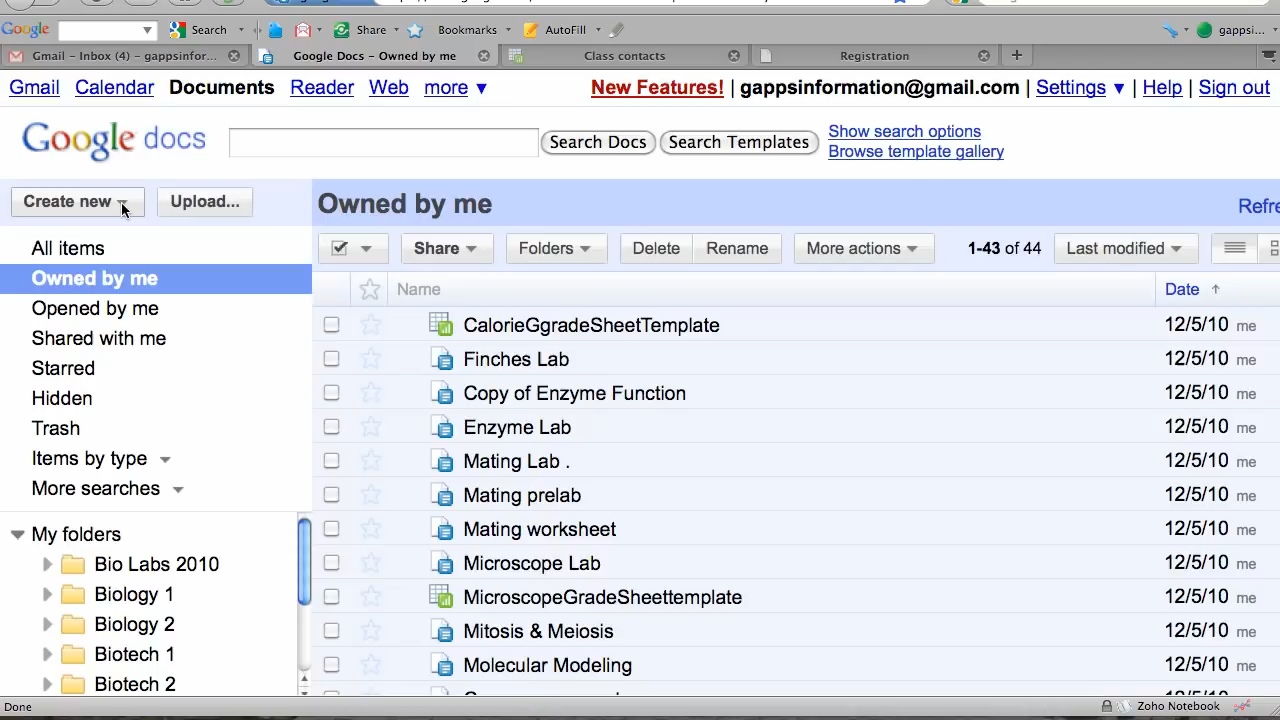 Google Search Share Bookmarks AutoFill gappsi...
Gmail – Inbox (4) – gappsinfor... Google Docs – Owned by me Class contacts Registration
Gmail Calendar Documents Reader Web more ▼ New Features! | gappsinformation@gmail.com | Settings ▼ | Help | Sign out
Google docs Search Docs Search Templates Show search options
Browse template gallery
Create new Upload... Owned by me Refre
All items Share Folders Delete Rename More actions 1-43 of 44 Last modified
Owned by me Name Date ↑
Opened by me
Shared with me
Starred
Hidden
Trash
Items by type
More searches
My folders
Bio Labs 2010
Biology 1
Biology 2
Biotech 1
Biotech 2
CalorieGgradeSheetTemplate 12/5/10 me
Finches Lab 12/5/10 me
Copy of Enzyme Function 12/5/10 me
Enzyme Lab 12/5/10 me
Mating Lab . 12/5/10 me
Mating prelab 12/5/10 me
Mating worksheet 12/5/10 me
Microscope Lab 12/5/10 me
MicroscopeGradeSheettemplate 12/5/10 me
Mitosis & Meiosis 12/5/10 me
Molecular Modeling 12/5/10 me
Done Zoho Notebook